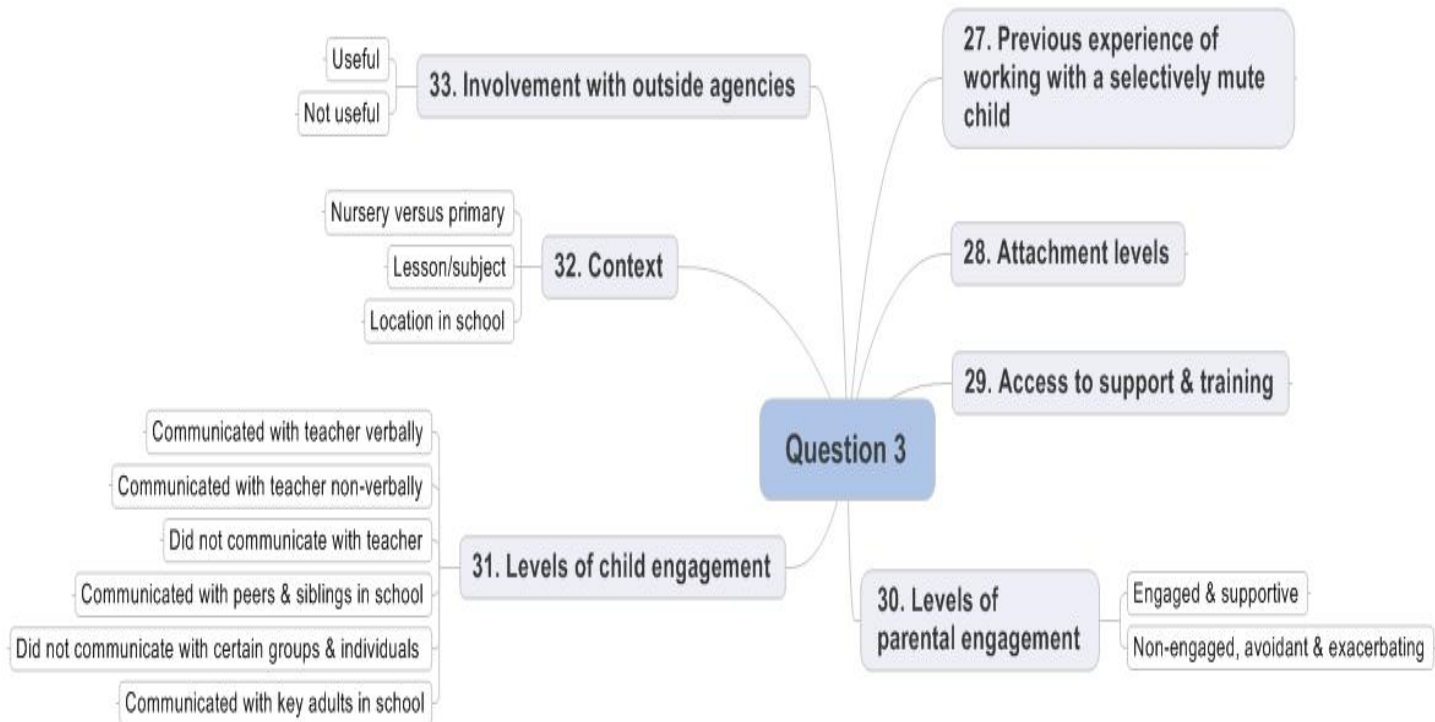 Question 3
27. Previous experience of
working with a selectively mute
child
28. Attachment levels
29. Access to support & training
30. Levels of
parental engagement
Engaged & supportive
Non-engaged, avoidant & exacerbating
31. Levels of child engagement
Communicated with teacher verbally
Communicated with teacher non-verbally
Did not communicate with teacher
Communicated with peers & siblings in school
Did not communicate with certain groups & individuals
Communicated with key adults in school
32. Context
Nursery versus primary
Lesson/subject
Location in school
33. Involvement with outside agencies
Useful
Not useful